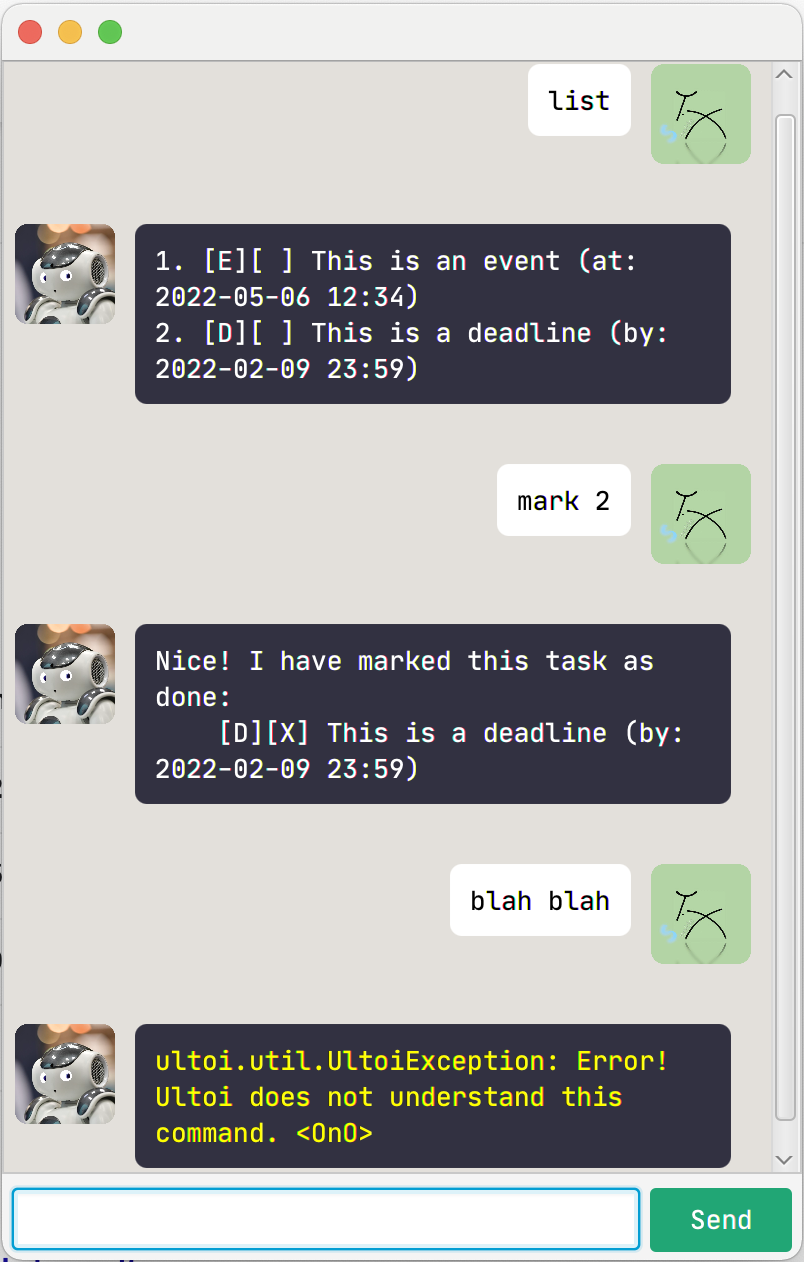 list
1. [E][ ] This is an event (at:
2022-05-06 12:34)
2. [D][ ] This is a deadline (by:
2022-02-09 23:59)
mark 2
Nice! I have marked this task as
done:
    [D][X] This is a deadline (by:
2022-02-09 23:59)
blah blah
ultoi.util.UltoiException: Error!
Ultoi does not understand this
command. <OnO>
Send